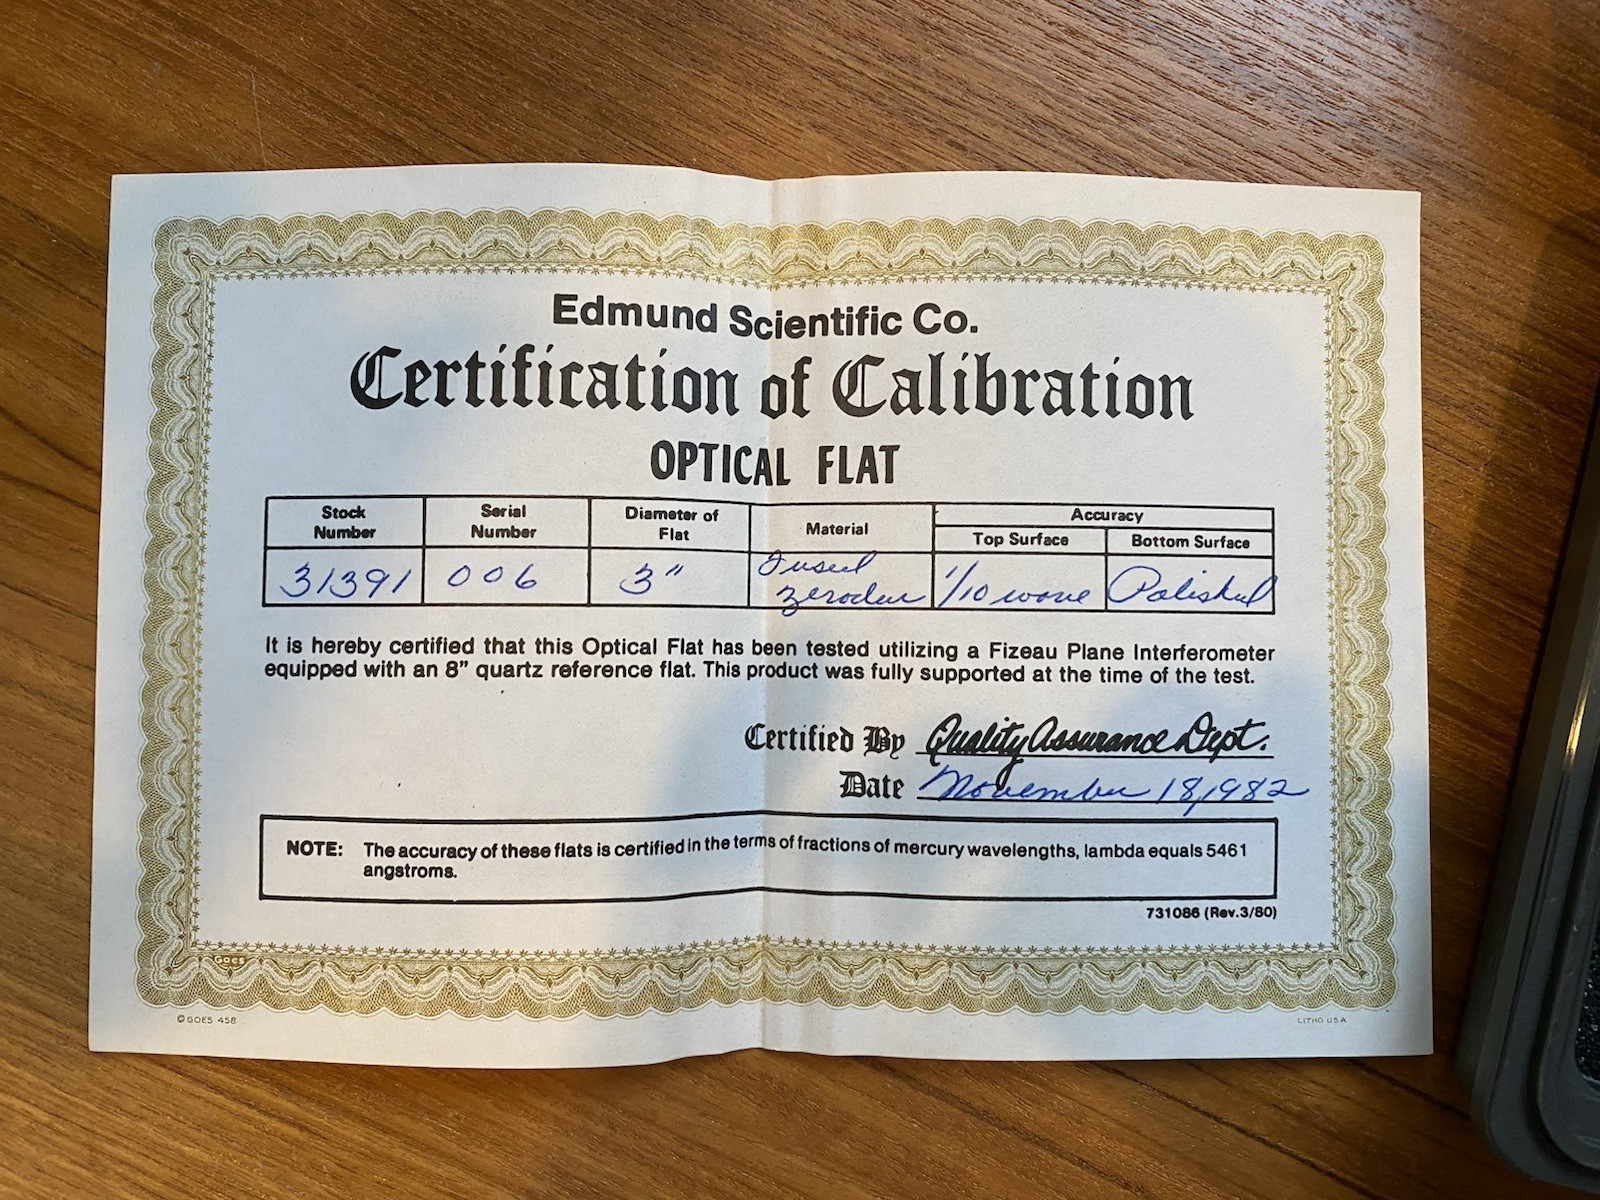 Edmund Scientific Co.
Certification of Calibration
OPTICAL FLAT
Stock Number
Serial Number
Diameter of Flat
Material
Accuracy
Top Surface
Bottom Surface
31391
006
3"
Fused Zerodur
1/10 wave
Polished
It is hereby certified that this Optical Flat has been tested utilizing a Fizeau Plane Interferometer
equipped with an 8” quartz reference flat. This product was fully supported at the time of the test.
Certified By Quality Assurance Dept.
Date November 18, 1982
NOTE: The accuracy of these flats is certified in the terms of fractions of mercury wavelengths, lambda equals 5461
angstroms.
731086 (Rev.3/80)
Goes
© GOES 458
LITHO USA